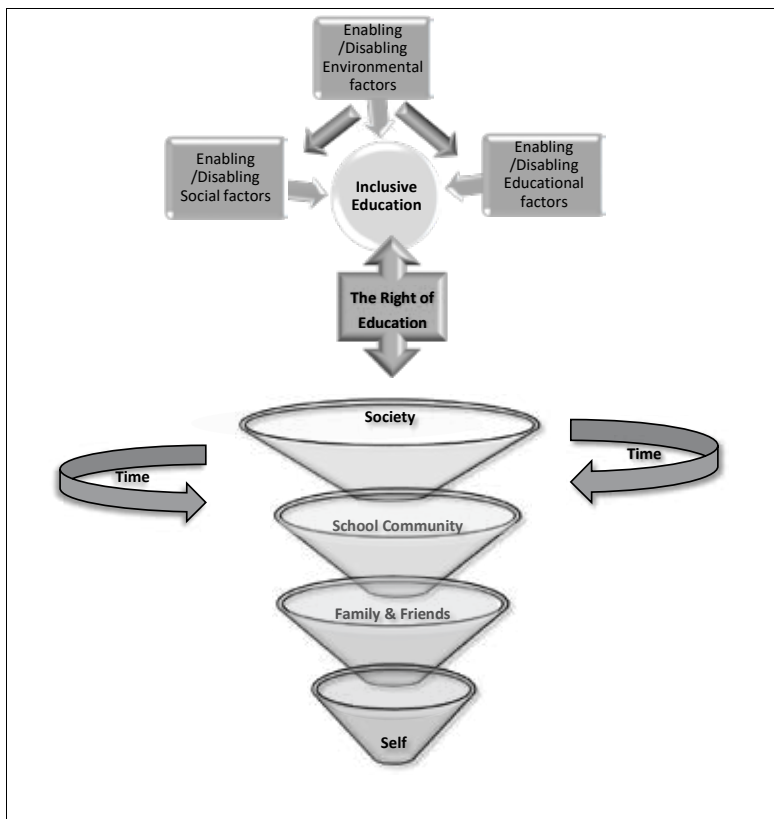 Enabling
/Disabling
Environmental
factors
Enabling
/Disabling
Social factors
Inclusive
Education
Enabling
/Disabling
Educational
factors
The Right of
Education
Society
Time
Time
School Community
Family & Friends
Self